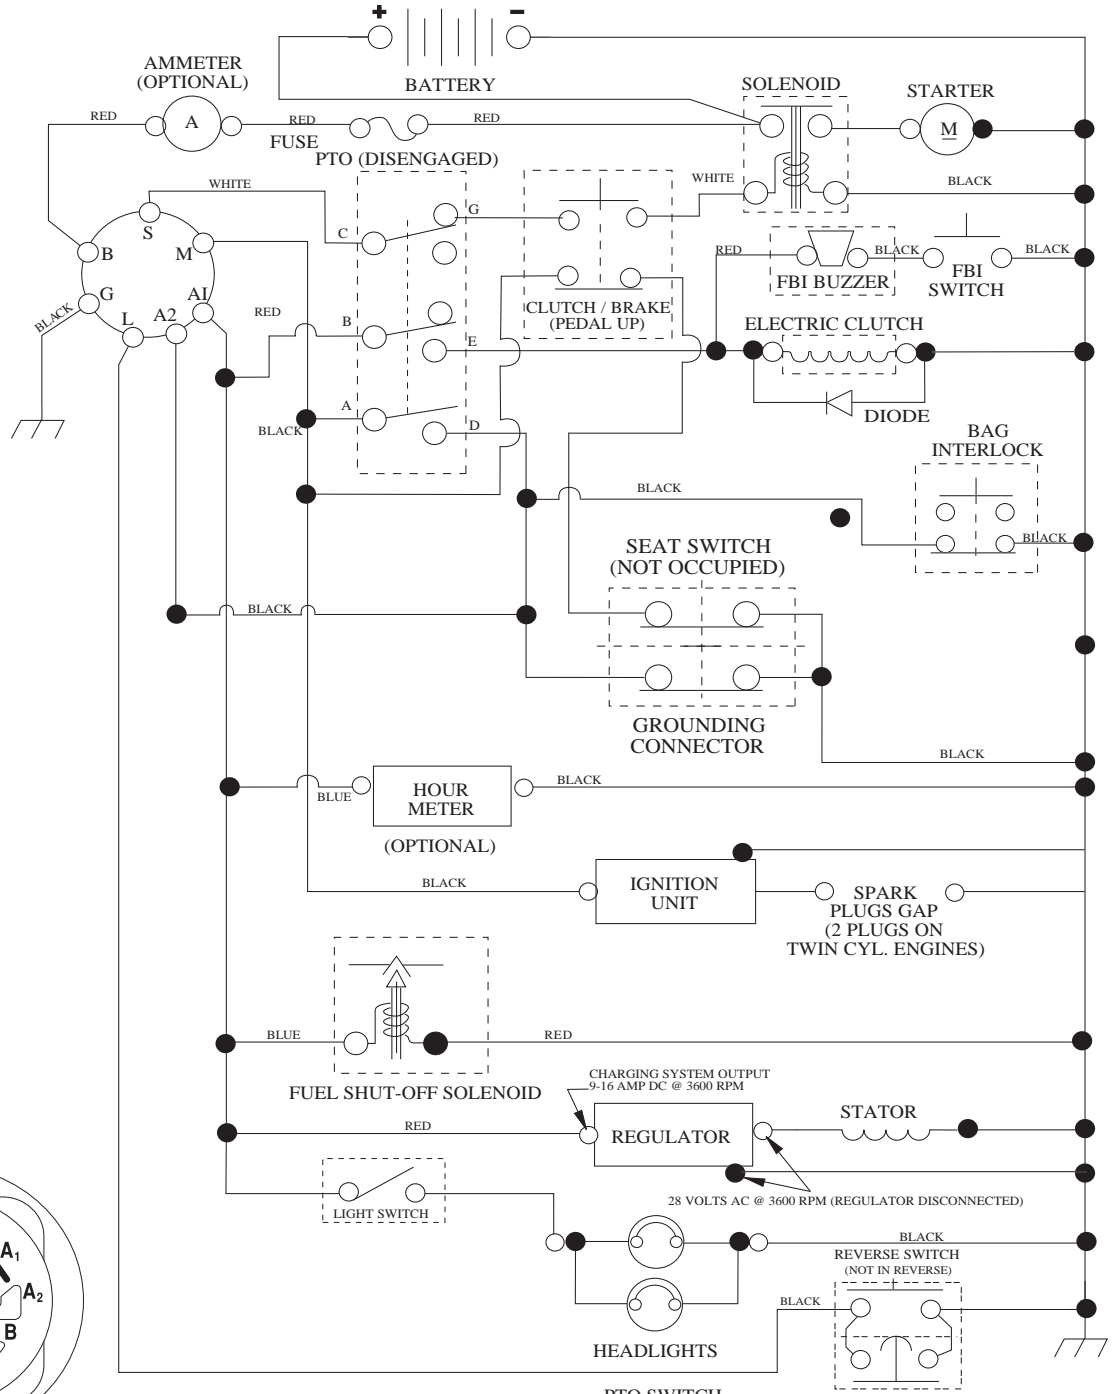 +
-
BATTERY
AMMETER
(OPTIONAL)
A
RED
RED
FUSE
RED
SOLENOID
STARTER
M
PTO (DISENGAGED)
WHITE
WHITE
BLACK
S
B
M
G
L
A2
A1
C
G
RED
FBI BUZZER
BLACK
FBI
SWITCH
BLACK
CLUTCH / BRAKE
(PEDAL UP)
BLACK
RED
B
E
ELECTRIC CLUTCH
DIODE
A
BLACK
D
BAG
INTERLOCK
BLACK
BLACK
SEAT SWITCH
(NOT OCCUPIED)
BLACK
GROUNDING
CONNECTOR
BLACK
BLUE
HOUR
METER
BLACK
(OPTIONAL)
BLACK
IGNITION
UNIT
SPARK
PLUGS GAP
(2 PLUGS ON
TWIN CYL. ENGINES)
BLUE
RED
FUEL SHUT-OFF SOLENOID
CHARGING SYSTEM OUTPUT
9-16 AMP DC @ 3600 RPM
RED
REGULATOR
STATOR
28 VOLTS AC @ 3600 RPM (REGULATOR DISCONNECTED)
LIGHT SWITCH
BLACK
REVERSE SWITCH
(NOT IN REVERSE)
BLACK
HEADLIGHTS
A1
A2
B
PTO SWITCH